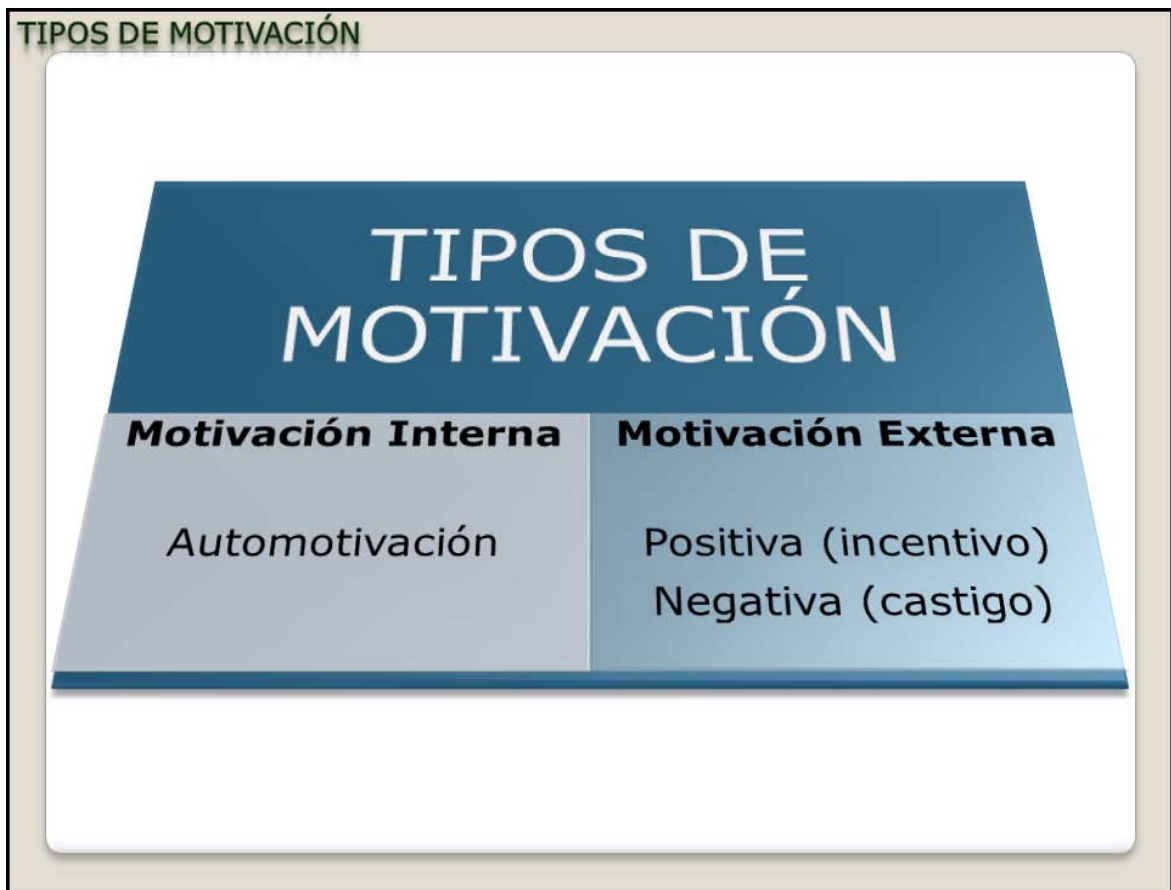 TIPOS DE MOTIVACIÓN
TIPOS DE
MOTIVACIÓN
Motivación Interna
Automotivación
Motivación Externa
Positiva (incentivo)
Negativa (castigo)